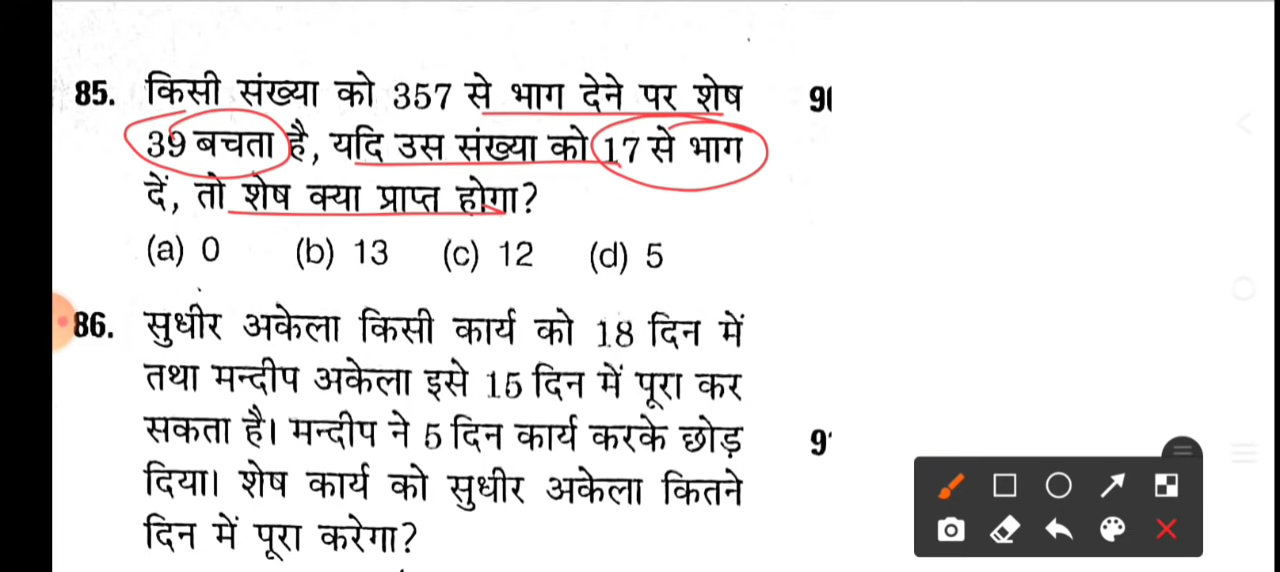 85. किसी संख्या को 357 से भाग देने पर शेष
39 बचता है, यदि उस संख्या को 17 से भाग
दें, तो शेष क्या प्राप्त होगा?
(a) 0 (b) 13 (c) 12 (d) 5
86. सुधीर अकेला किसी कार्य को 18 दिन में
तथा मन्दीप अकेला इसे 15 दिन में पूरा कर
सकता है। मन्दीप ने 5 दिन कार्य करके छोड़
दिया। शेष कार्य को सुधीर अकेला कितने
दिन में पूरा करेगा?